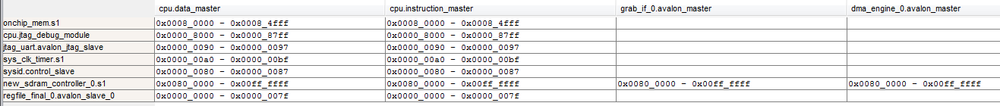 cpu.data_master cpu.instruction_master grab_if_0.avalon_master dma_engine_0.avalon_master
onchip_mem.s1 0x0008_0000 - 0x0008_4fff 0x0008_0000 - 0x0008_4fff
cpu.jtag_debug_module 0x0000_8000 - 0x0000_87ff 0x0000_8000 - 0x0000_87ff
jtag_uart.avalon_jtag_slave 0x0000_0090 - 0x0000_0097 0x0000_0090 - 0x0000_0097
sys_clk_timer.s1 0x0000_00a0 - 0x0000_00bf 0x0000_00a0 - 0x0000_00bf
sysid.control_slave 0x0000_0080 - 0x0000_0087 0x0000_0080 - 0x0000_0087
new_sdram_controller_0.s1 0x0080_0000 - 0x00ff_ffff 0x0080_0000 - 0x00ff_ffff 0x0080_0000 - 0x00ff_ffff 0x0080_0000 - 0x00ff_ffff
regfile_final_0.avalon_slave_0 0x0000_0000 - 0x0000_007f 0x0000_0000 - 0x0000_007f